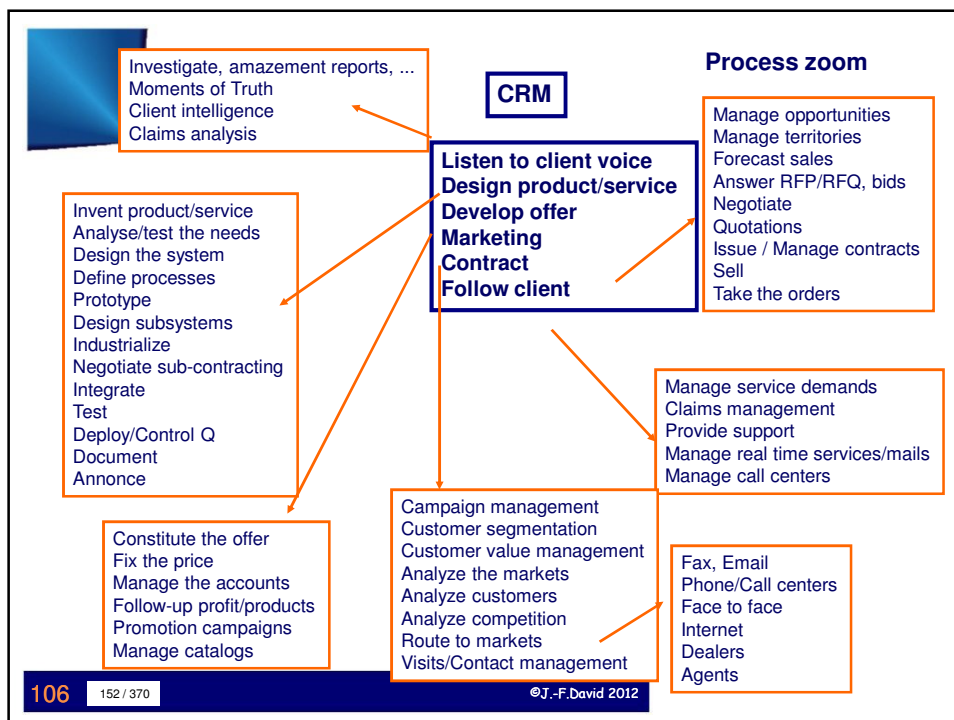 Process zoom
CRM
Investigate, amazement reports, ...
Moments of Truth
Client intelligence
Claims analysis
Listen to client voice
Design product/service
Develop offer
Marketing
Contract
Follow client
Manage opportunities
Manage territories
Forecast sales
Answer RFP/RFQ, bids
Negotiate
Quotations
Issue / Manage contracts
Sell
Take the orders
Invent product/service
Analyse/test the needs
Design the system
Define processes
Prototype
Design subsystems
Industrialize
Negotiate sub-contracting
Integrate
Test
Deploy/Control Q
Document
Annonce
Manage service demands
Claims management
Provide support
Manage real time services/mails
Manage call centers
Constitute the offer
Fix the price
Manage the accounts
Follow-up profit/products
Promotion campaigns
Manage catalogs
Campaign management
Customer segmentation
Customer value management
Analyze the markets
Analyze customers
Analyze competition
Route to markets
Visits/Contact management
Fax, Email
Phone/Call centers
Face to face
Internet
Dealers
Agents
106
152 / 370
©J.-F.David 2012